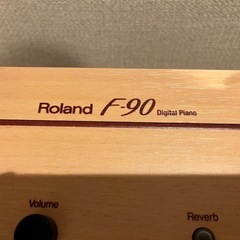 Roland F-90 Digital Piano
Volume
Reverb